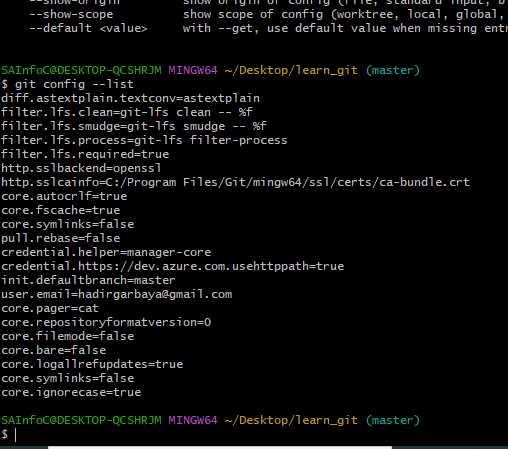 --show-origin show origin of config (file, standard input, b
--show-scope show scope of config (worktree, local, global,
--default <value> with --get, use default value when missing entr
SAInfoC@DESKTOP-QCSHRJM MINGW64 ~/Desktop/learn_git (master)
$ git config --list
diff.astextplain.textconv=astextplain
filter.lfs.clean=git-lfs clean -- %f
filter.lfs.smudge=git-lfs smudge -- %f
filter.lfs.process=git-lfs filter-process
filter.lfs.required=true
http.sslbackend=openssl
http.sslcainfo=C:/Program Files/Git/mingw64/ssl/certs/ca-bundle.crt
core.autocrlf=true
core.fscache=true
core.symlinks=false
pull.rebase=false
credential.helper=manager-core
credential.https://dev.azure.com.usehttppath=true
init.defaultbranch=master
user.email=hadirgarbaya@gmail.com
core.pager=cat
core.repositoryformatversion=0
core.filemode=false
core.bare=false
core.logallrefupdates=true
core.symlinks=false
core.ignorecase=true
SAInfoC@DESKTOP-QCSHRJM MINGW64 ~/Desktop/learn_git (master)
$